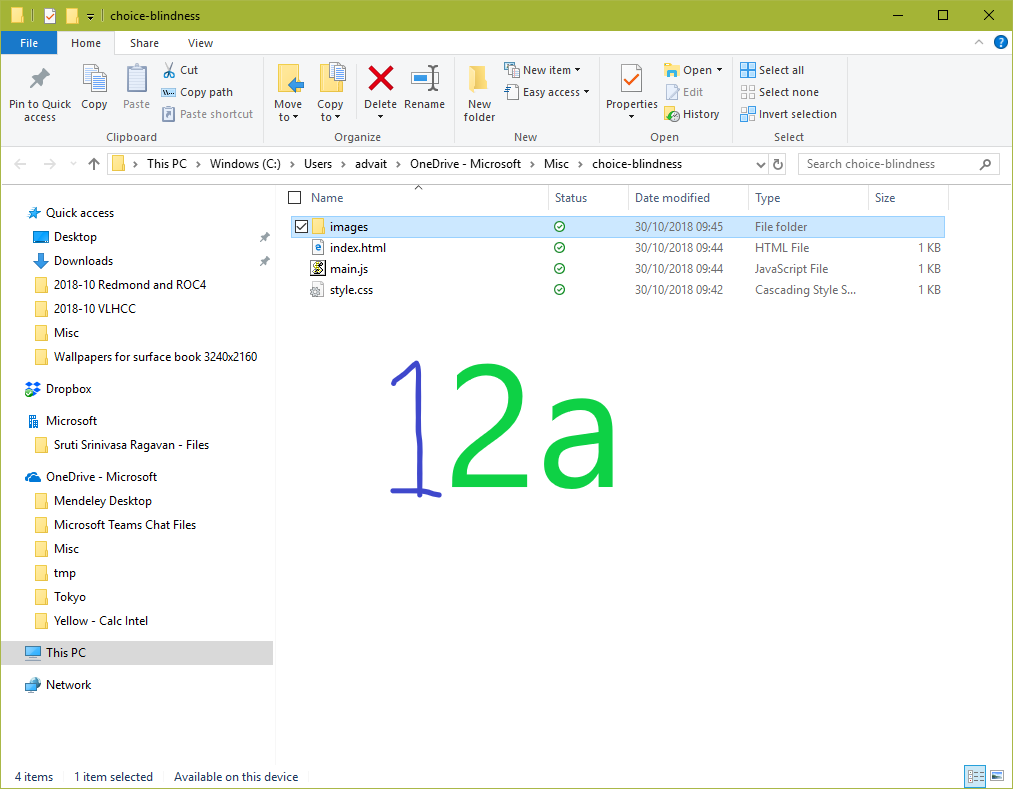 choice-blindness
File Home Share View
Pin to Quick access
Copy
Paste
Cut
Copy path
Paste shortcut
Clipboard
Move to
Copy to
Delete
Rename
Organize
New folder
New item
Easy access
New
Properties
Open
Edit
History
Open
Select all
Select none
Invert selection
Select
This PC > Windows (C:) > Users > advait > OneDrive - Microsoft > Misc > choice-blindness
Search choice-blindness
Quick access
Desktop
Downloads
2018-10 Redmond and ROC4
2018-10 VLHCC
Misc
Wallpapers for surface book 3240x2160
Dropbox
Microsoft
Sruti Srinivasa Ragavan - Files
OneDrive - Microsoft
Mendeley Desktop
Microsoft Teams Chat Files
Misc
tmp
Tokyo
Yellow - Calc Intel
This PC
Network
Name Status Date modified Type Size
images 30/10/2018 09:45 File folder
index.html 30/10/2018 09:44 HTML File 1 KB
main.js 30/10/2018 09:44 JavaScript File 1 KB
style.css 30/10/2018 09:42 Cascading Style S... 1 KB
12a
4 items 1 item selected Available on this device